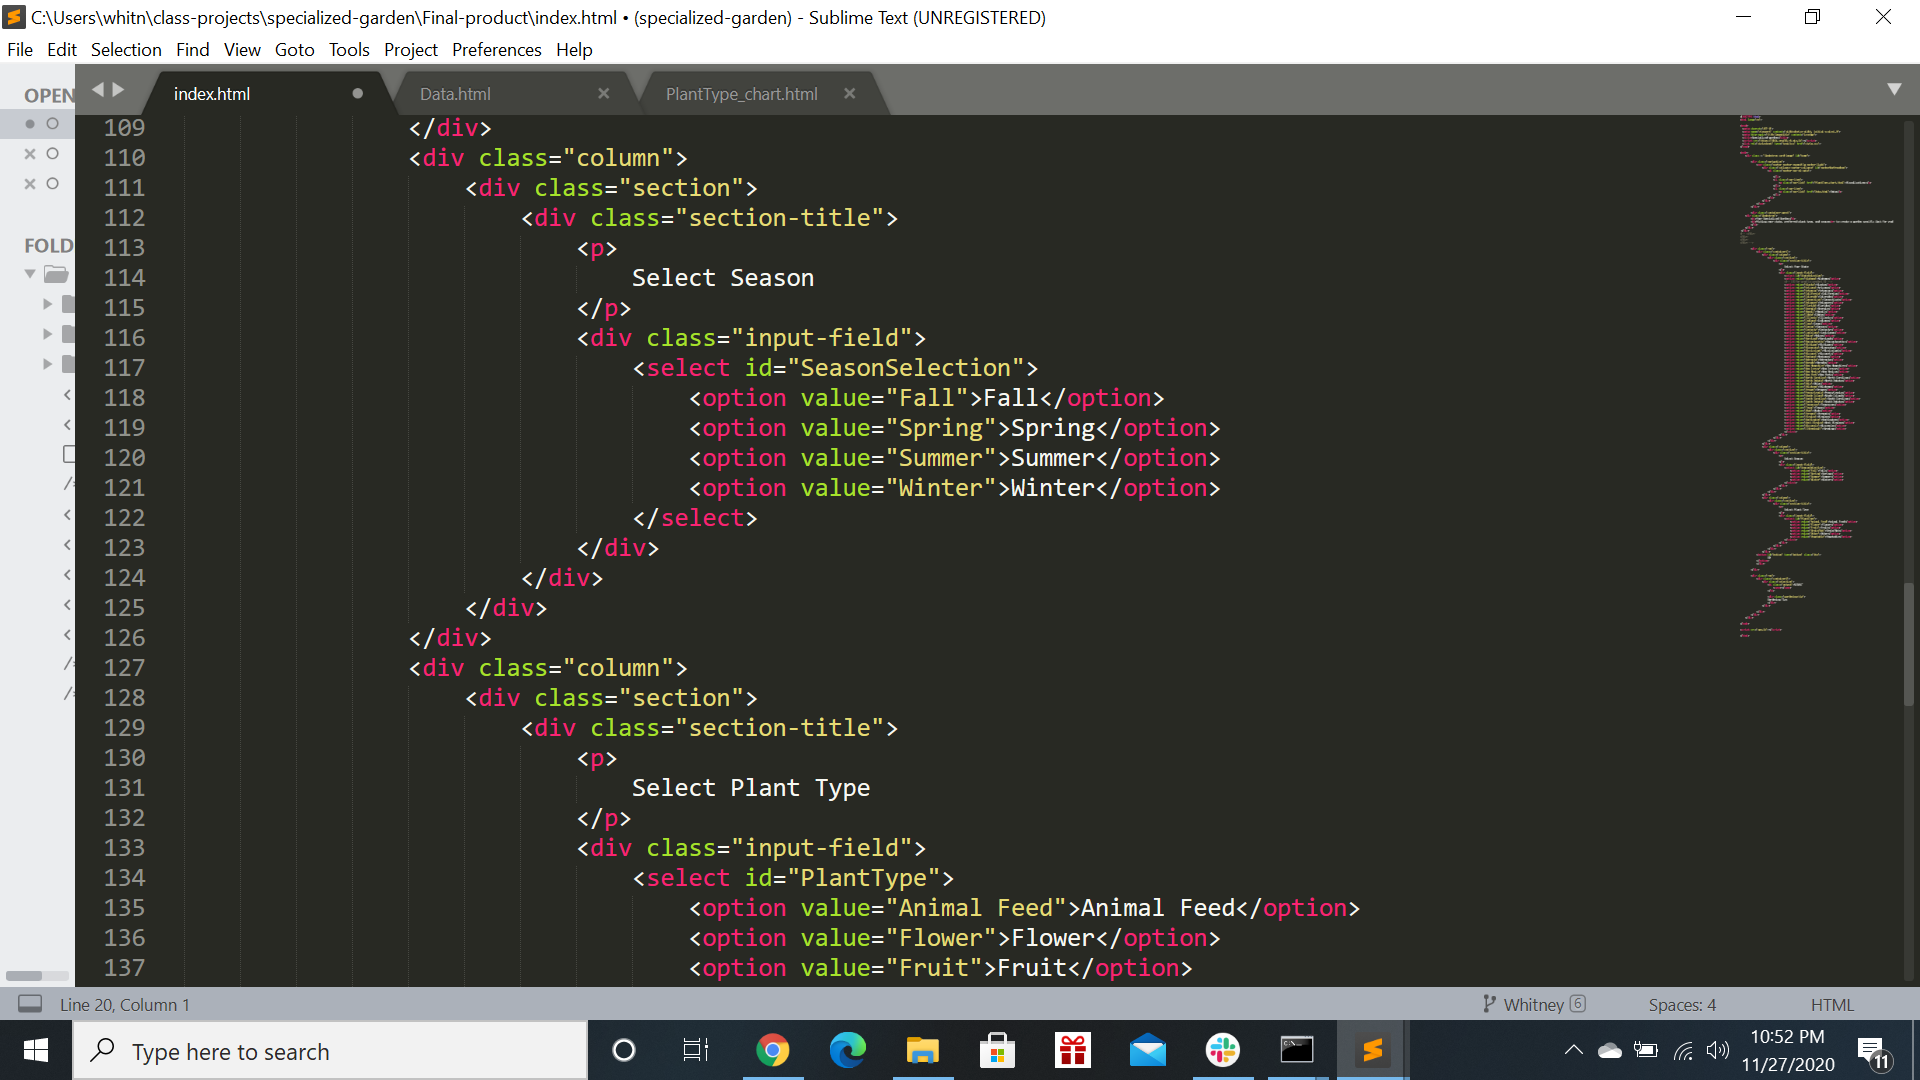 C:\Users\whitn\class-projects\specialized-garden\Final-product\index.html • (specialized-garden) - Sublime Text (UNREGISTERED)
File Edit Selection Find View Goto Tools Project Preferences Help
OPEN
index.html
Data.html
PlantType_chart.html
FOLD
109 </div>
110 <div class="column">
111 <div class="section">
112 <div class="section-title">
113 <p>
114 Select Season
115 </p>
116 <div class="input-field">
117 <select id="SeasonSelection">
118 <option value="Fall">Fall</option>
119 <option value="Spring">Spring</option>
120 <option value="Summer">Summer</option>
121 <option value="Winter">Winter</option>
122 </select>
123 </div>
124 </div>
125 </div>
126 </div>
127 <div class="column">
128 <div class="section">
129 <div class="section-title">
130 <p>
131 Select Plant Type
132 </p>
133 <div class="input-field">
134 <select id="PlantType">
135 <option value="Animal Feed">Animal Feed</option>
136 <option value="Flower">Flower</option>
137 <option value="Fruit">Fruit</option>
Line 20, Column 1
Whitney 6
Spaces: 4
HTML
Type here to search
10:52 PM
11/27/2020
11